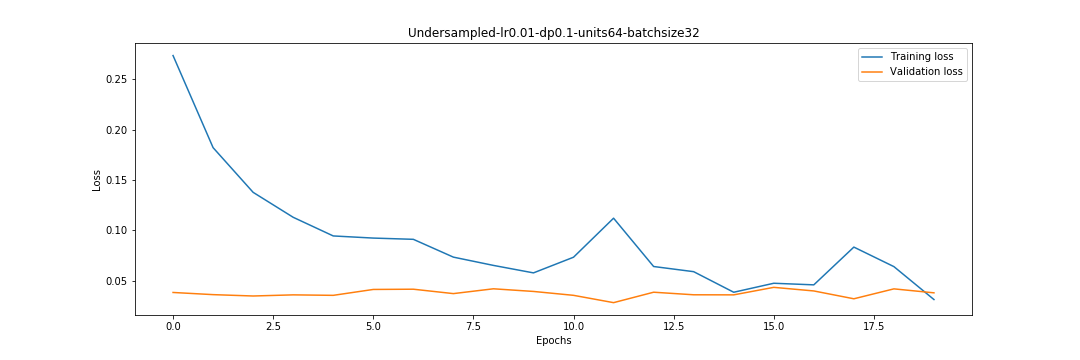 Undersampled-lr0.01-dp0.1-units64-batchsize32
Training loss
Validation loss
0.25
0.20
0.15
0.10
0.05
Loss
0.0
2.5
5.0
7.5
10.0
12.5
15.0
17.5
Epochs